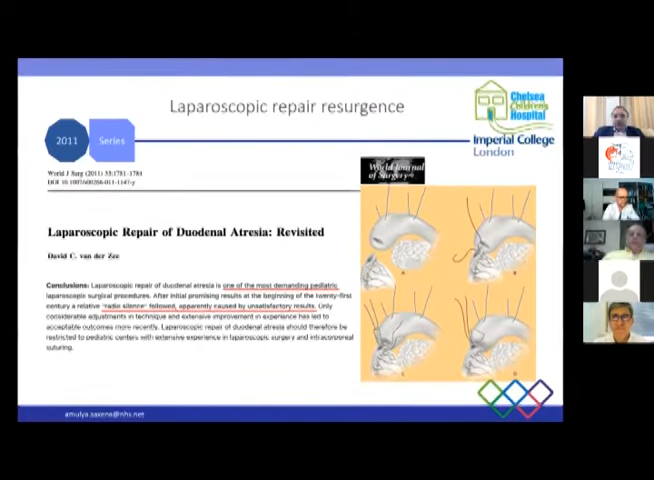 Laparoscopic repair resurgence
Chelsea
Children's
Hospital
Imperial College
London
2011
Series
World J Surg (2011) 35:1781–1784
DOI 10.1007/s00268-011-1147-y
World Journal
of Surgery
Laparoscopic Repair of Duodenal Atresia: Revisited
David C. van der Zee
Conclusions: Laparoscopic repair of duodenal atresia is one of the most demanding pediatric
laparoscopic surgical procedures. After initial promising results at the beginning of the twenty-first
century a relative "radio silence" followed, apparently caused by unsatisfactory results. Only
considerable adjustments in technique and extensive improvement in experience has led to
acceptable outcomes more recently. Laparoscopic repair of duodenal atresia should therefore be
restricted to pediatric centers with extensive experience in laparoscopic surgery and intracorporeal
suturing.
A
B
C
D
amulya.saxena@nhs.net